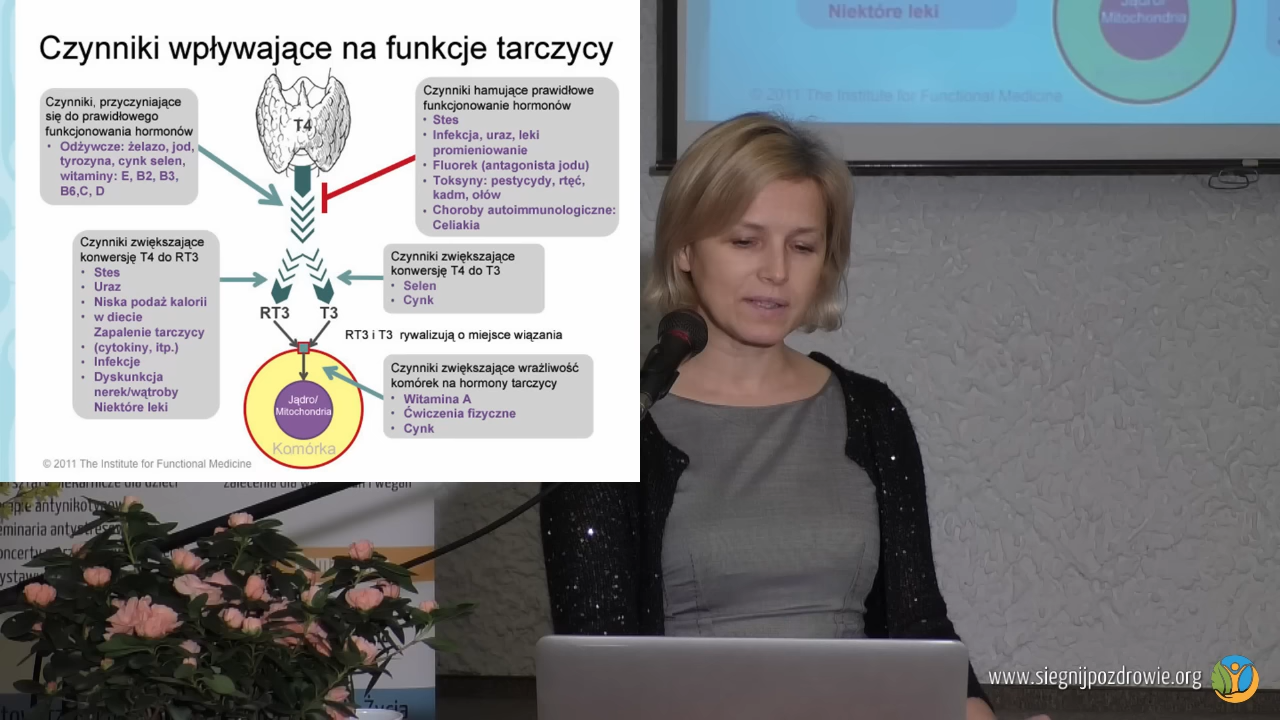 Czynniki wpływające na funkcje tarczycy
Czynniki, przyczyniające
się do prawidłowego
funkcjonowania hormonów
• Odżywcze: żelazo, jod,
tyrozyna, cynk selen,
witaminy: E, B2, B3,
B6,C, D
T4
Czynniki hamujące prawidłowe
funkcjonowanie hormonów
• Stes
• Infekcja, uraz, leki
promieniowanie
• Fluorek (antagonista jodu)
• Toksyny: pestycydy, rtęć,
kadm, ołów
• Choroby autoimmunologiczne:
Celiakia
Czynniki zwiększające
konwersję T4 do RT3
• Stes
• Uraz
• Niska podaż kalorii
• w diecie
Zapalenie tarczycy
• (cytokiny, itp.)
• Infekcje
• Dyskunkcja
nerek/wątroby
Niektóre leki
Czynniki zwiększające
konwersję T4 do T3
• Selen
• Cynk
RT3
T3
RT3 i T3 rywalizują o miejsce wiązania
Czynniki zwiększające wrażliwość
komórek na hormony tarczycy
• Witamina A
• Ćwiczenia fizyczne
• Cynk
Jądro/
Mitochondria
Komórka
© 2011 The Institute for Functional Medicine
Niektóre leki
Jądro/
Mitochondria
© 2011 The Institute for Functional Medicine
www.siegnijpozdrowie.org